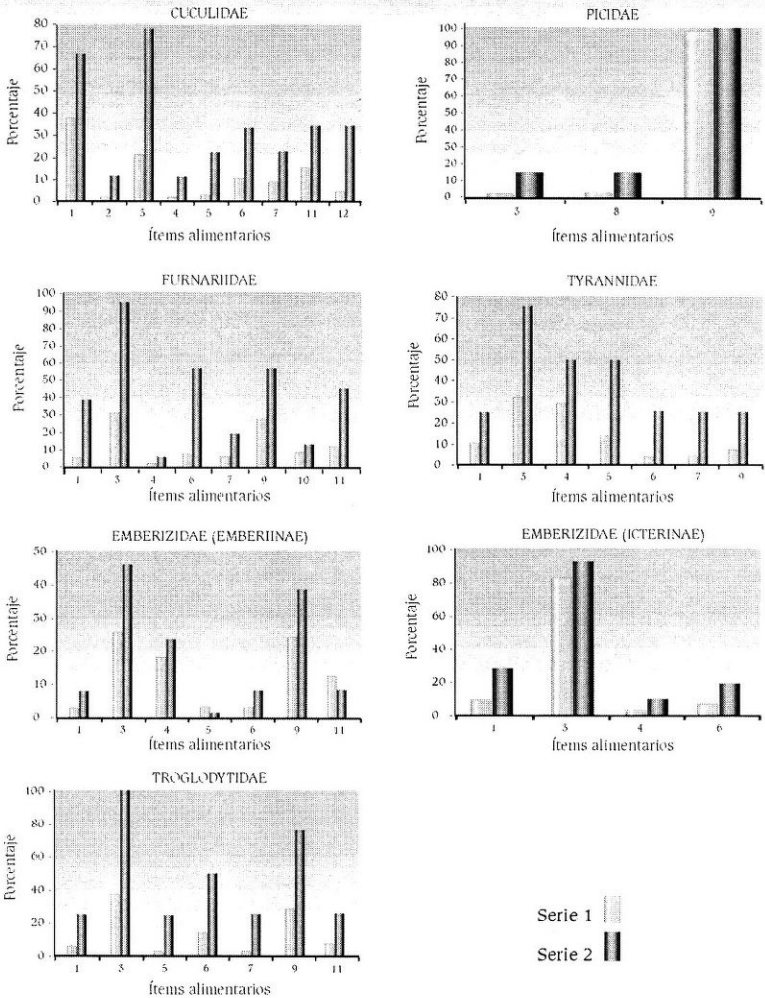 CUCULIDAE
Porcentaje
80
70
60
50
40
30
20
10
0
1 2 3 4 5 6 7 11 12
Ítems alimentarios
PICIDAE
Porcentaje
100
90
80
70
60
50
40
30
20
10
0
3 8 9
Ítems alimentarios
FURNARIIDAE
Porcentaje
100
90
80
70
60
50
40
30
20
10
0
1 3 4 6 7 9 10 11
Ítems alimentarios
TYRANNIDAE
Porcentaje
80
70
60
50
40
30
20
10
0
1 3 4 5 6 7 9
Ítems alimentarios
EMBERIZIDAE (EMBERIINAE)
Porcentaje
50
40
30
20
10
0
1 3 4 5 6 9 11
Ítems alimentarios
EMBERIZIDAE (ICTERINAE)
Porcentaje
100
80
60
40
20
0
1 3 4 6
Ítems alimentarios
TROGLODYTIDAE
Porcentaje
100
80
60
40
20
0
1 3 5 6 7 9 11
Ítems alimentarios
Serie 1
Serie 2